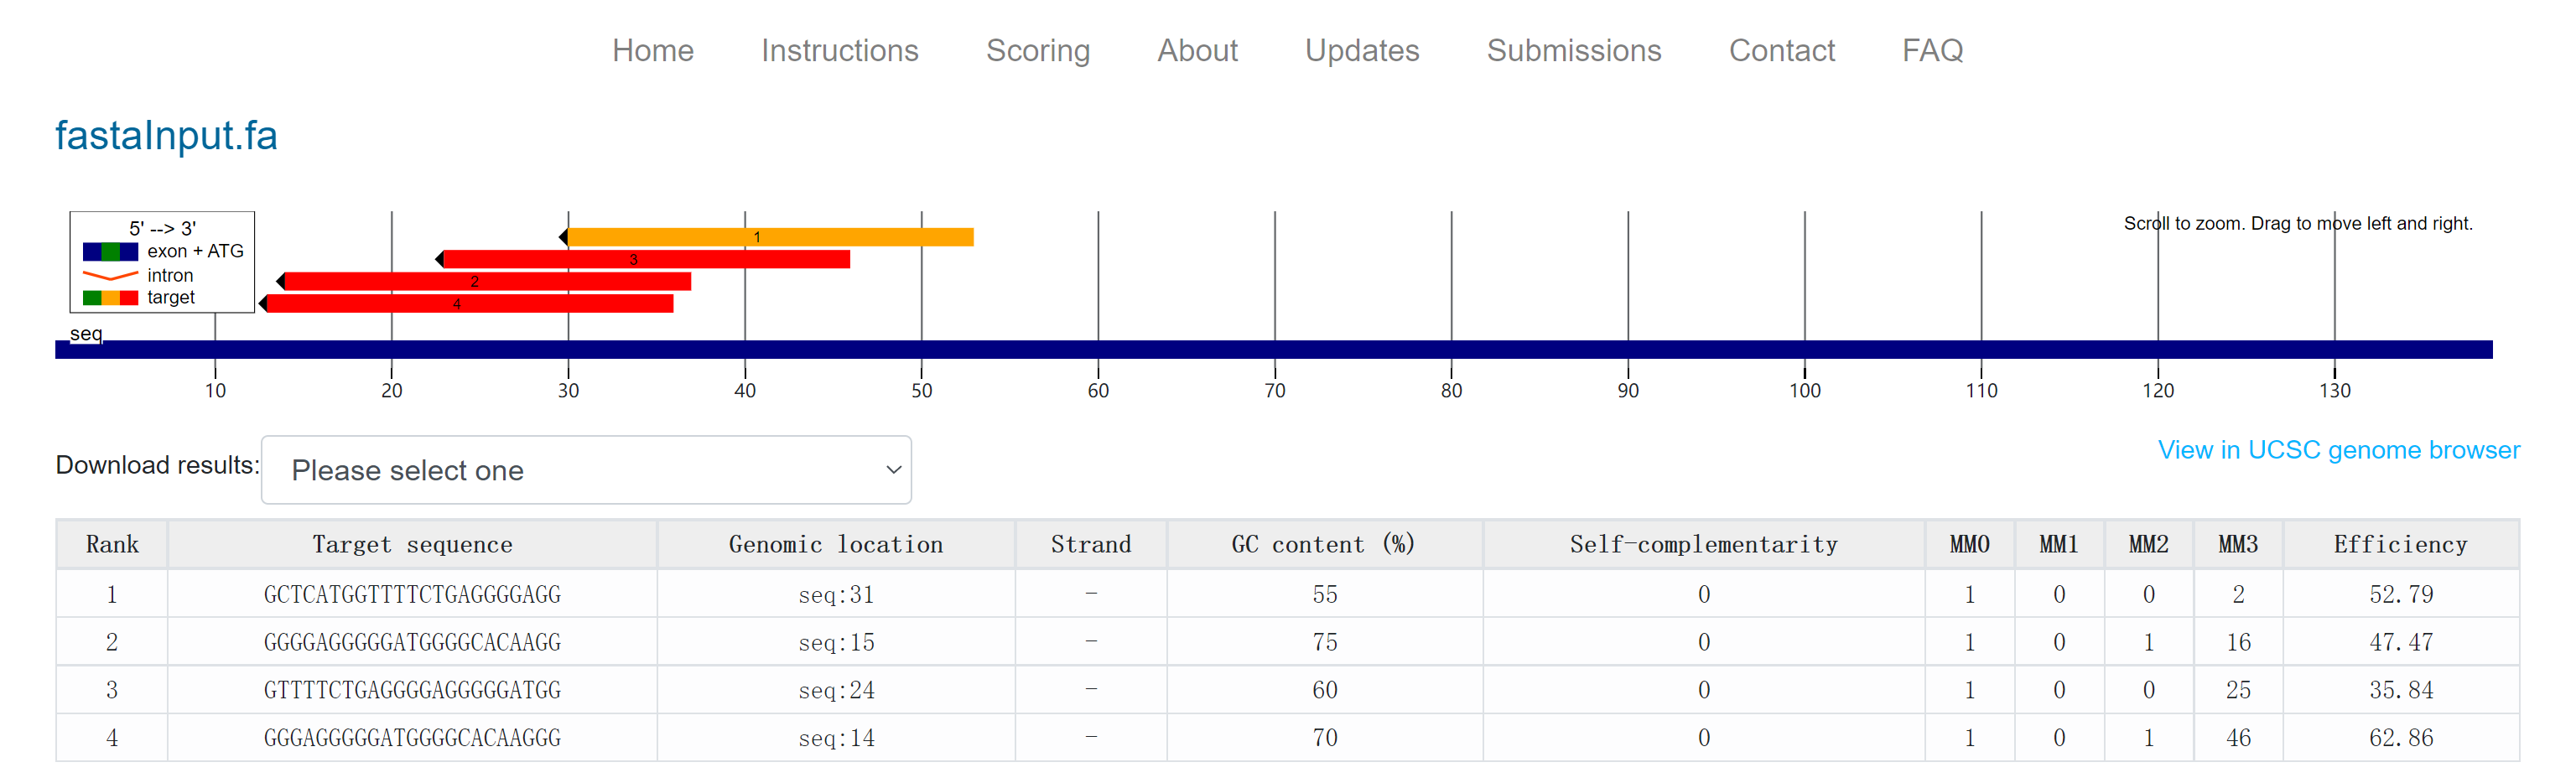 Home Instructions Scoring About Updates Submissions Contact FAQ
fastaInput.fa
5' --> 3'
exon + ATG
intron
target
Scroll to zoom. Drag to move left and right.
1
3
2
4
seq
10 20 30 40 50 60 70 80 90 100 110 120 130
Download results: Please select one
View in UCSC genome browser
Rank Target sequence Genomic location Strand GC content (%) Self-complementarity MM0 MM1 MM2 MM3 Efficiency
1 GCTCATGGTTTTCTGAGGGGAGG seq:31 - 55 0 1 0 0 2 52.79
2 GGGGAGGGGGATGGGGCACAAGG seq:15 - 75 0 1 0 1 16 47.47
3 GTTTTCTGAGGGGAGGGGGATGG seq:24 - 60 0 1 0 0 25 35.84
4 GGGAGGGGGATGGGGCACAAGGG seq:14 - 70 0 1 0 1 46 62.86